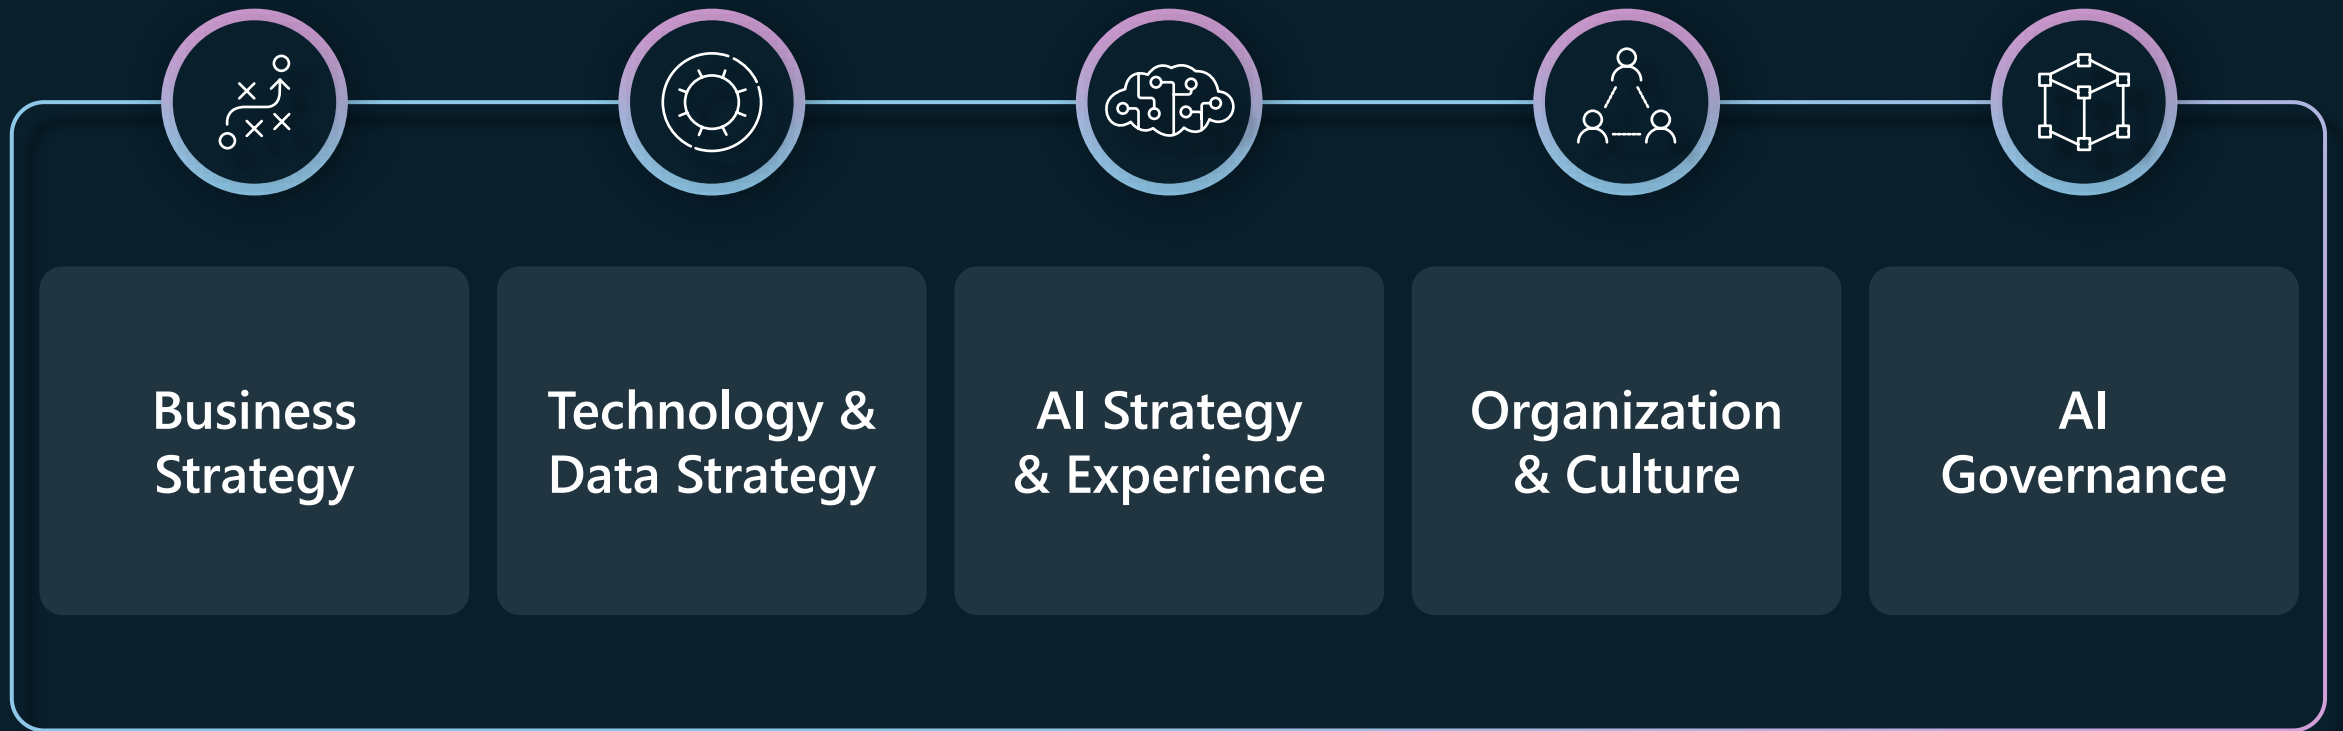 Business
Strategy
Technology &
Data Strategy
AI Strategy
& Experience
Organization
& Culture
AI
Governance